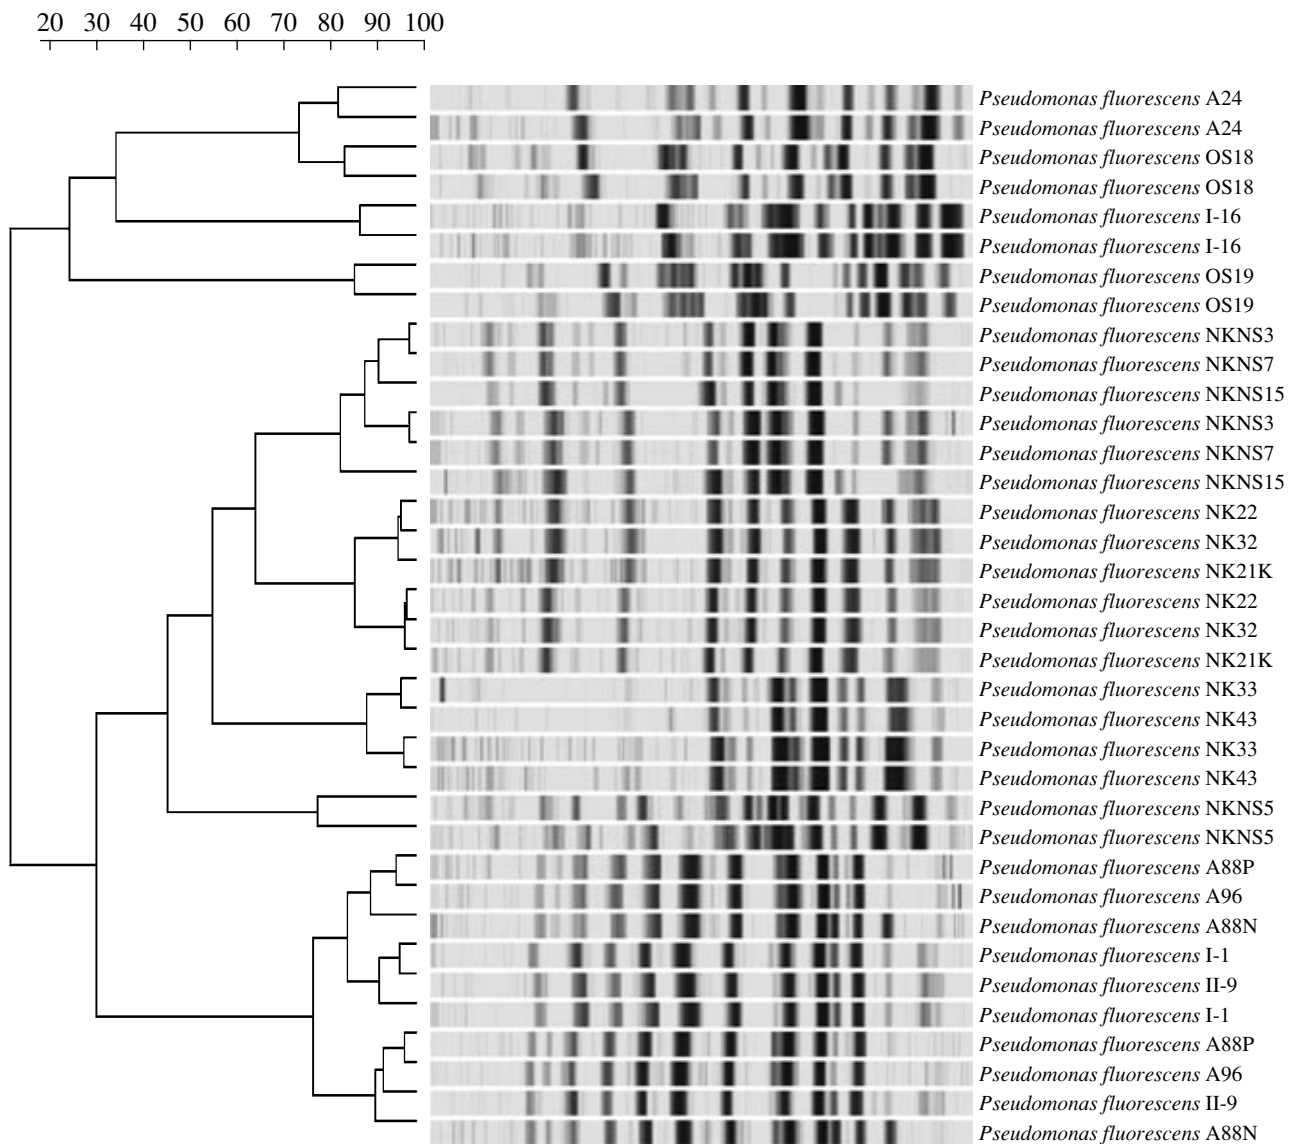 20 30 40 50 60 70 80 90 100
Pseudomonas fluorescens A24
Pseudomonas fluorescens A24
Pseudomonas fluorescens OS18
Pseudomonas fluorescens OS18
Pseudomonas fluorescens I-16
Pseudomonas fluorescens I-16
Pseudomonas fluorescens OS19
Pseudomonas fluorescens OS19
Pseudomonas fluorescens NKNS3
Pseudomonas fluorescens NKNS7
Pseudomonas fluorescens NKNS15
Pseudomonas fluorescens NKNS3
Pseudomonas fluorescens NKNS7
Pseudomonas fluorescens NKNS15
Pseudomonas fluorescens NK22
Pseudomonas fluorescens NK32
Pseudomonas fluorescens NK21K
Pseudomonas fluorescens NK22
Pseudomonas fluorescens NK32
Pseudomonas fluorescens NK21K
Pseudomonas fluorescens NK33
Pseudomonas fluorescens NK43
Pseudomonas fluorescens NK33
Pseudomonas fluorescens NK43
Pseudomonas fluorescens NKNS5
Pseudomonas fluorescens NKNS5
Pseudomonas fluorescens A88P
Pseudomonas fluorescens A96
Pseudomonas fluorescens A88N
Pseudomonas fluorescens I-1
Pseudomonas fluorescens II-9
Pseudomonas fluorescens I-1
Pseudomonas fluorescens A88P
Pseudomonas fluorescens A96
Pseudomonas fluorescens II-9
Pseudomonas fluorescens A88N